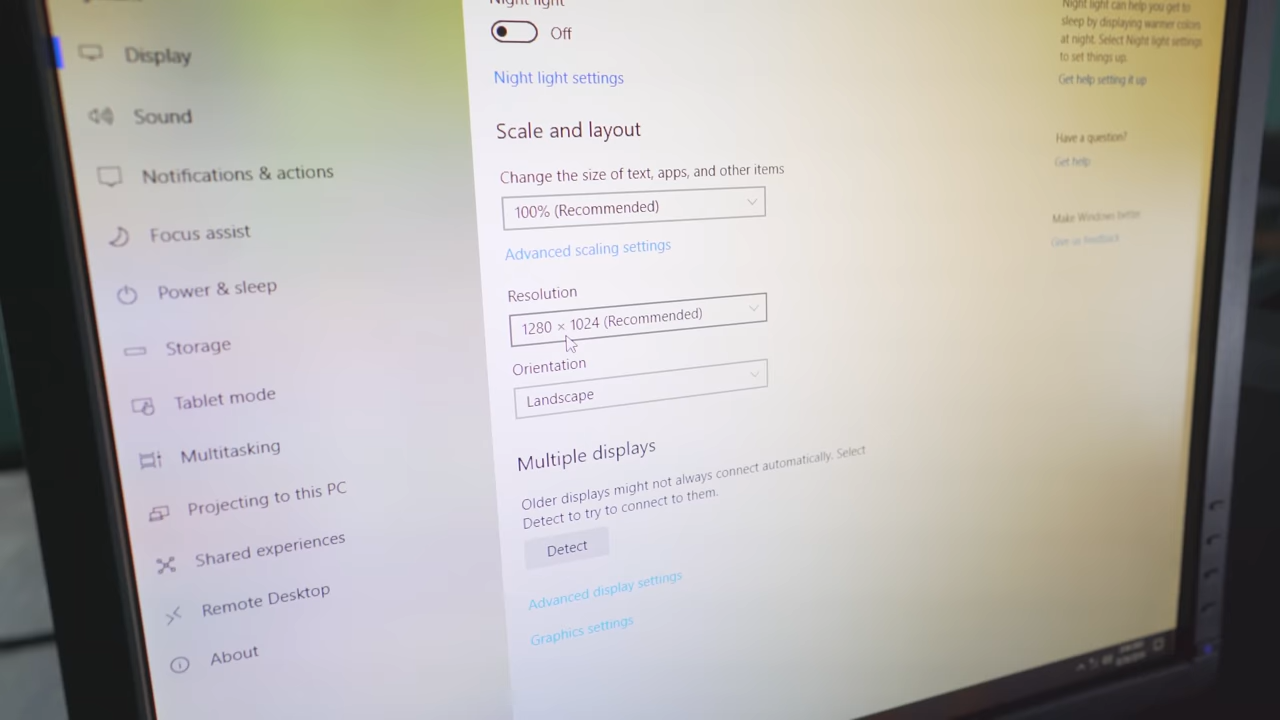 Display
Sound
Notifications & actions
Focus assist
Power & sleep
Storage
Tablet mode
Multitasking
Projecting to this PC
Shared experiences
Remote Desktop
About
Night light
Off
Night light settings
Scale and layout
Change the size of text, apps, and other items
100% (Recommended)
Advanced scaling settings
Resolution
1280 × 1024 (Recommended)
Orientation
Landscape
Multiple displays
Older displays might not always connect automatically. Select
Detect to try to connect to them.
Detect
Advanced display settings
Graphics settings
Night light can help you get to
sleep by displaying warmer colors
at night. Select Night light settings
to set things up.
Get help setting it up
Have a question?
Get help
Make Windows better
Give us feedback